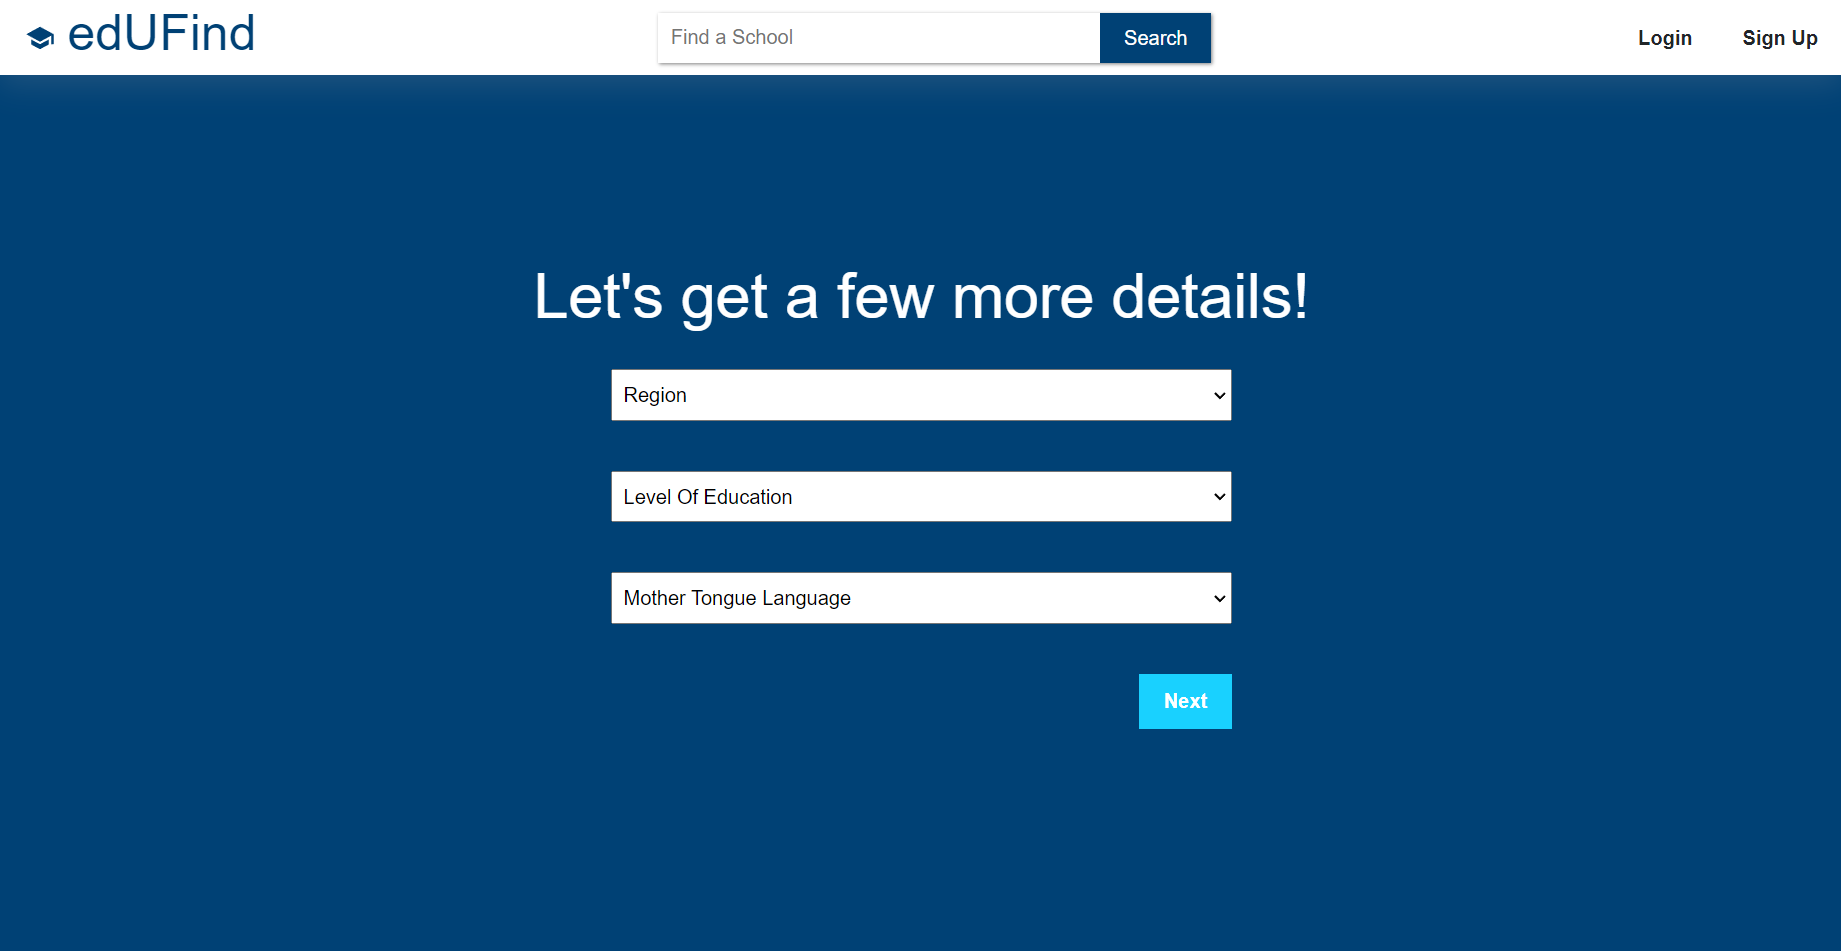 edUFind
Find a School
Search
Login
Sign Up
Let's get a few more details!
Region
Level Of Education
Mother Tongue Language
Next